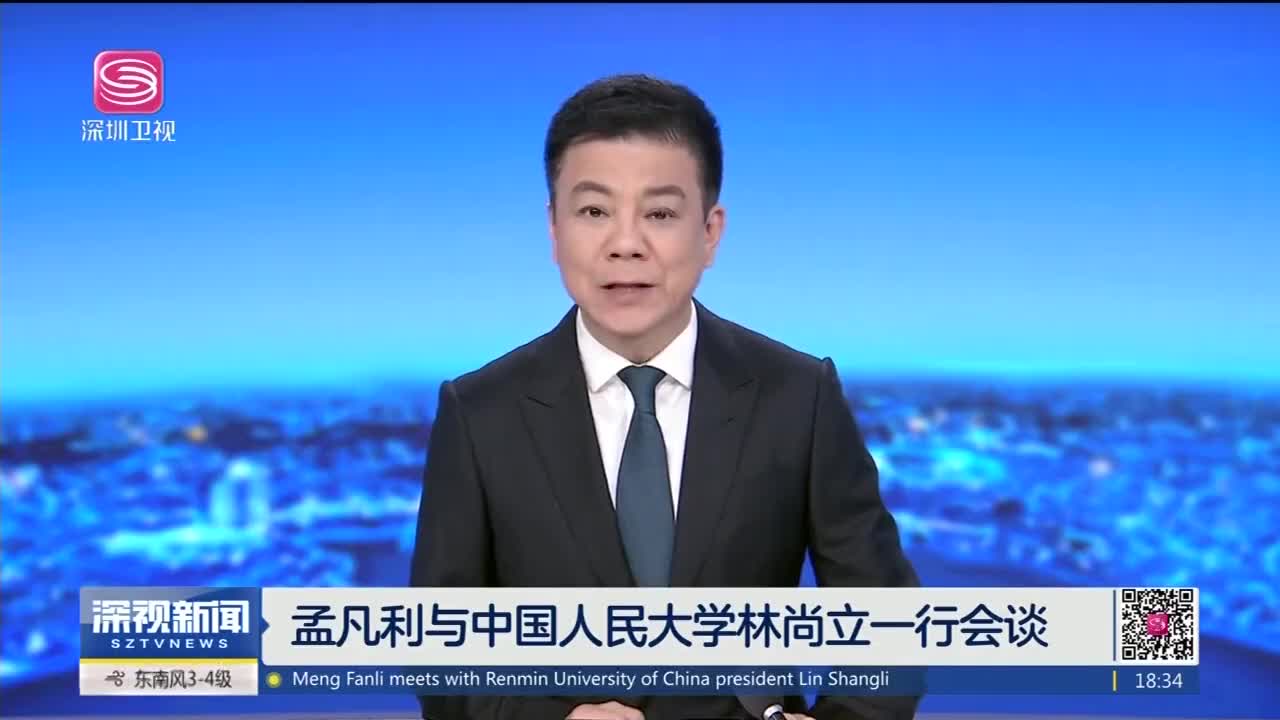 深圳卫视
深视新闻
SZTVNEWS
孟凡利与中国人民大学林尚立一行会谈
东南风3-4级
Meng Fanli meets with Renmin University of China president Lin Shangli
18:34